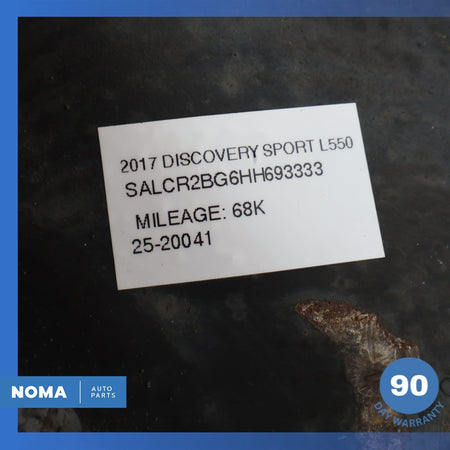 2017 DISCOVERY SPORT L550
SALCR2BG6HH693333
MILEAGE: 68K
25-20041
NOMA
AUTO
PARTS
90
DAY WARRANTY